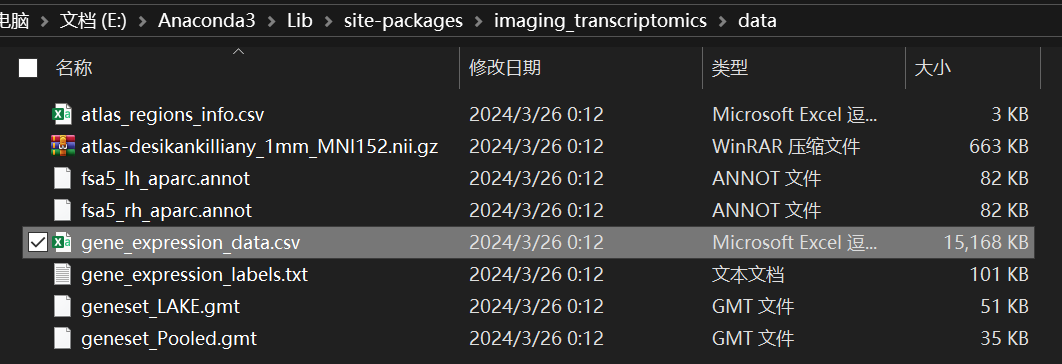 电脑 > 文档 (E:) > Anaconda3 > Lib > site-packages > imaging_transcriptomics > data
名称 修改日期 类型 大小
atlas_regions_info.csv 2024/3/26 0:12 Microsoft Excel 逗... 3 KB
atlas-desikankilliany_1mm_MNI152.nii.gz 2024/3/26 0:12 WinRAR 压缩文件 663 KB
fsa5_lh_aparc.annot 2024/3/26 0:12 ANNOT 文件 82 KB
fsa5_rh_aparc.annot 2024/3/26 0:12 ANNOT 文件 82 KB
gene_expression_data.csv 2024/3/26 0:12 Microsoft Excel 逗... 15,168 KB
gene_expression_labels.txt 2024/3/26 0:12 文本文档 101 KB
geneset_LAKE.gmt 2024/3/26 0:12 GMT 文件 51 KB
geneset_Pooled.gmt 2024/3/26 0:12 GMT 文件 35 KB